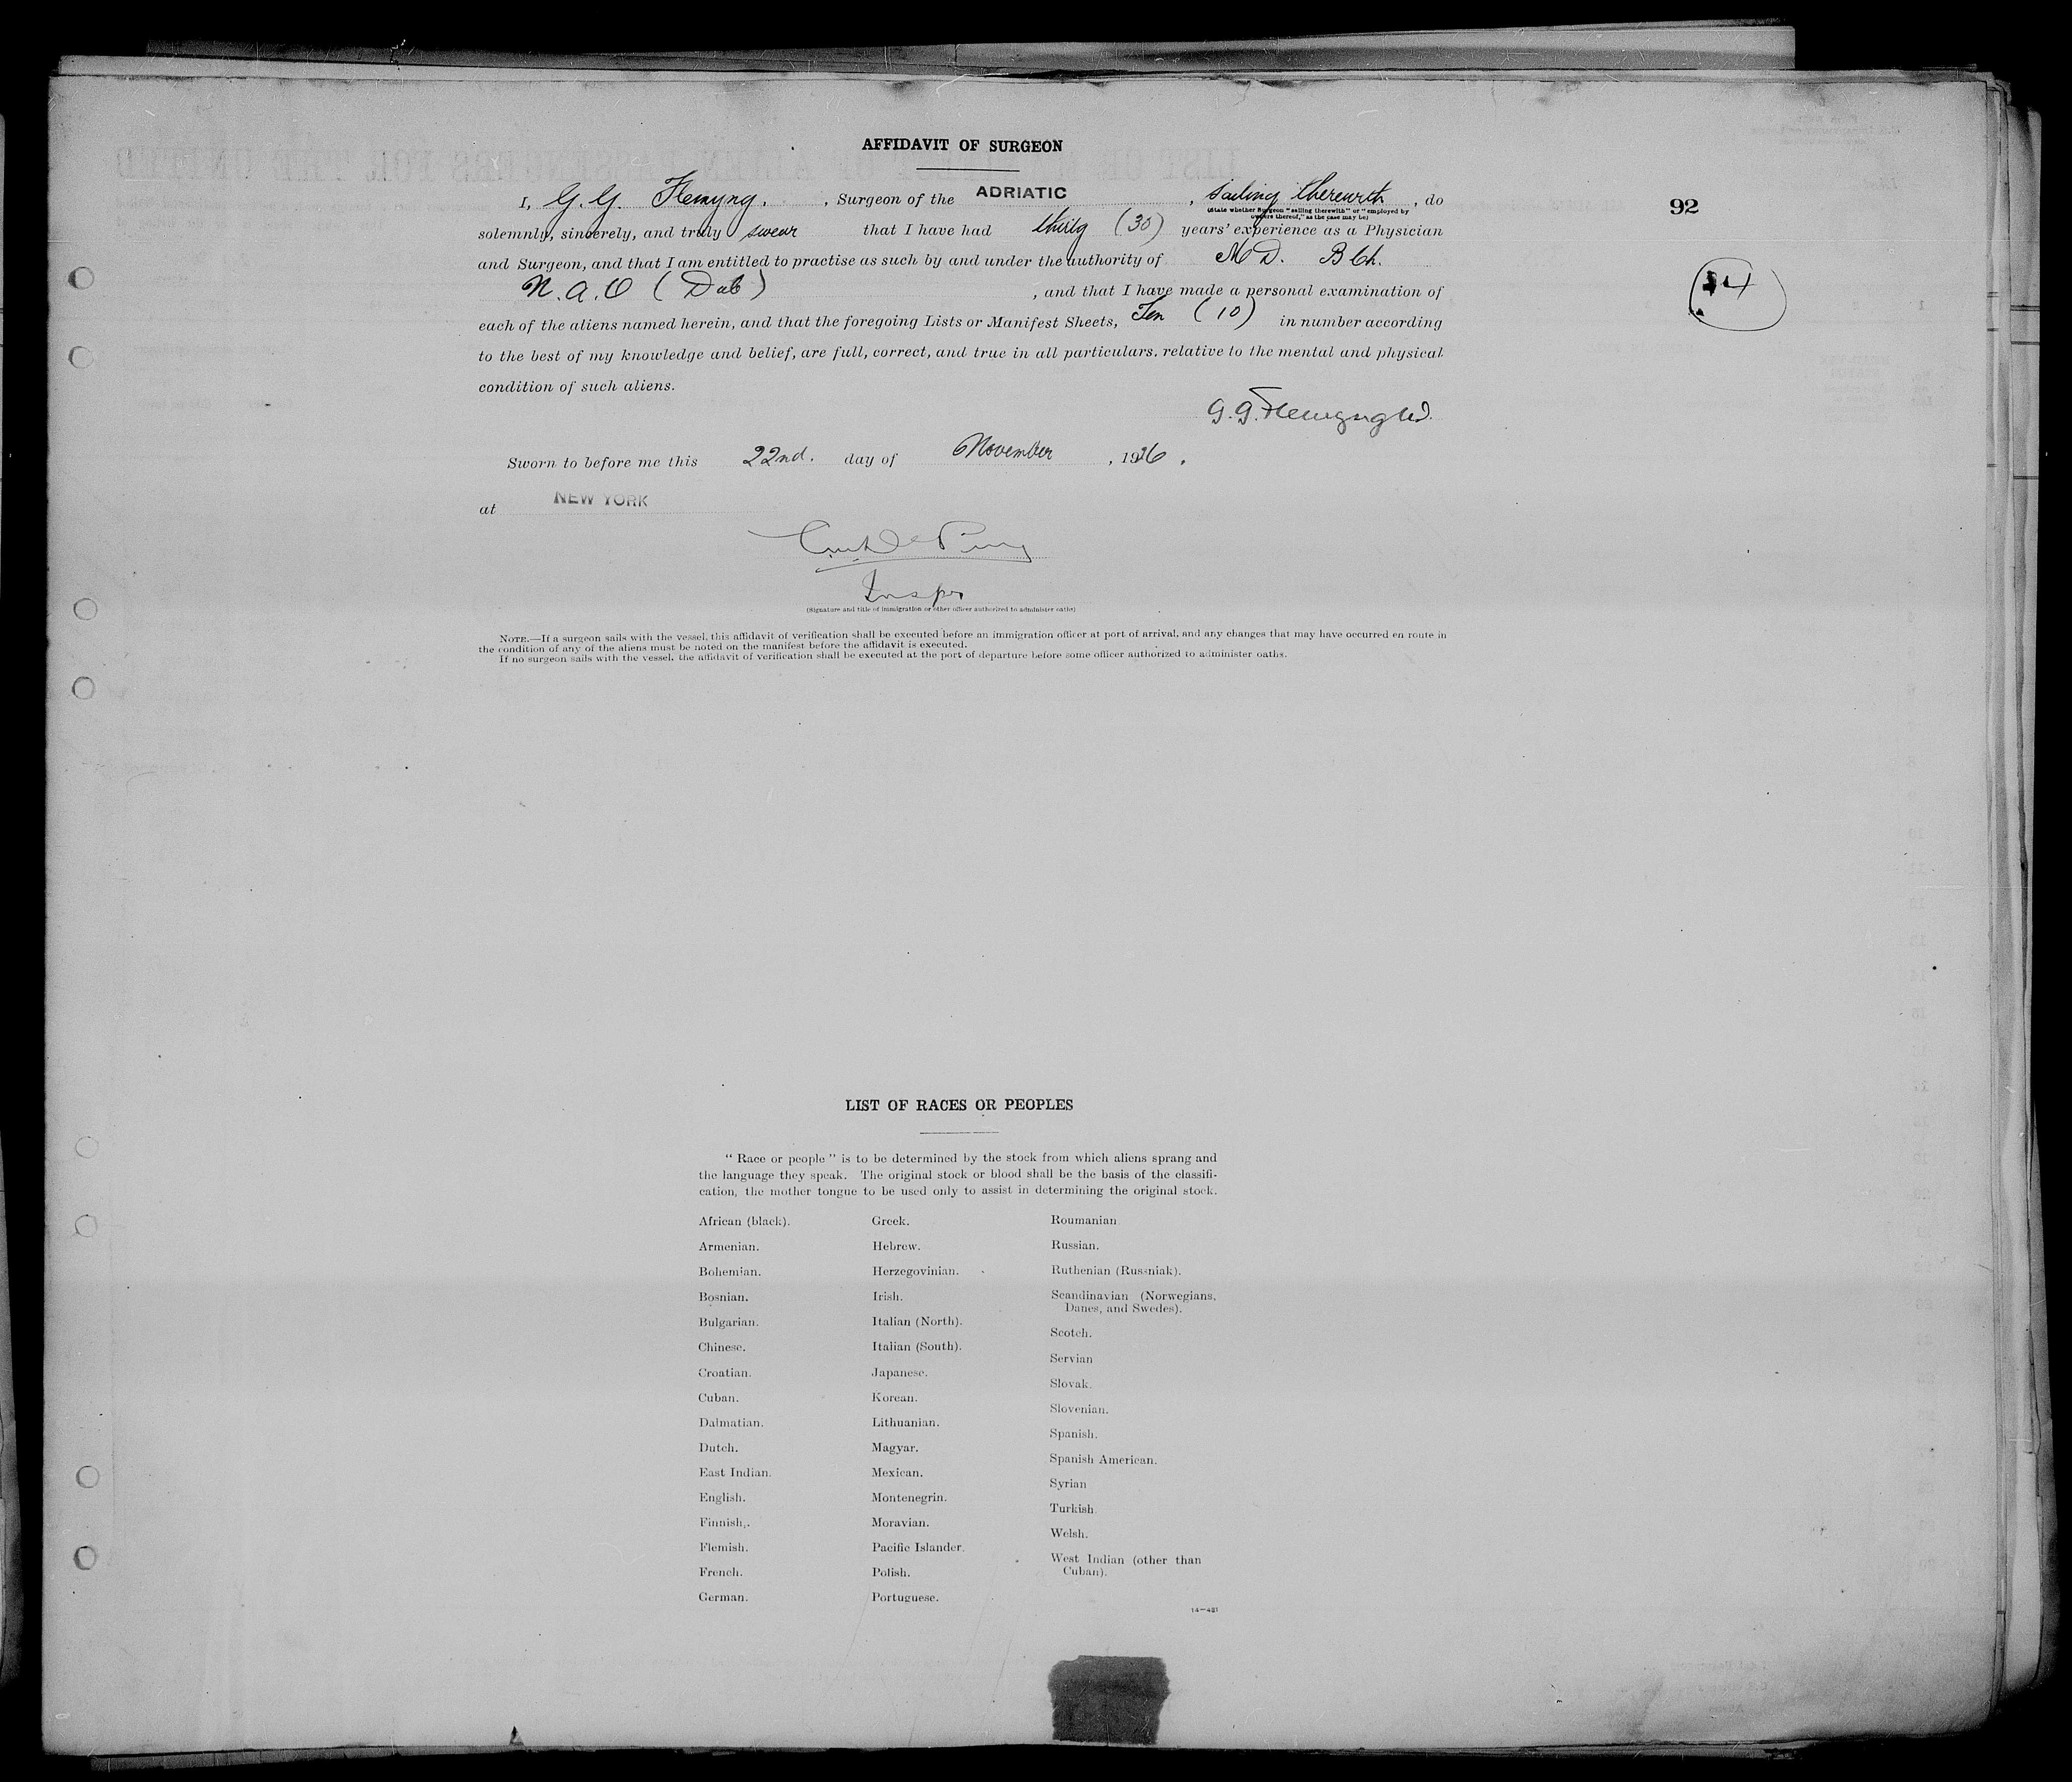 AFFIDAVIT OF SURGEON
I, G. G. Flemyng. , Surgeon of the ADRIATIC , sailing therewith , do
(State whether Surgeon "sailing therewith" or "employed by
owners thereof," as the case may be)
92
solemnly, sincerely, and truly swear that I have had thirty (30) years' experience as a Physician
and Surgeon, and that I am entitled to practise as such by and under the authority of M D. B Ch.
(Dub) , and that I have made a personal examination of
each of the aliens named herein, and that the foregoing Lists or Manifest Sheets, Ten (10) in number according
to the best of my knowledge and belief, are full, correct, and true in all particulars, relative to the mental and physical
condition of such aliens.
G. G. Flemyng
Sworn to before me this 22nd. day of November , 1926 .
at NEW YORK
Inspr
(Signature and title of immigration or other officer authorized to administer oaths)
NOTE.—If a surgeon sails with the vessel, this affidavit of verification shall be executed before an immigration officer at port of arrival, and any changes that may have occurred en route in
the condition of any of the aliens must be noted on the manifest before the affidavit is executed.
If no surgeon sails with the vessel, the affidavit of verification shall be executed at the port of departure before some officer authorized to administer oaths.
LIST OF RACES OR PEOPLES
"Race or people" is to be determined by the stock from which aliens sprang and
the language they speak. The original stock or blood shall be the basis of the classifi-
cation, the mother tongue to be used only to assist in determining the original stock.
African (black).
Armenian.
Bohemian.
Bosnian.
Bulgarian.
Chinese.
Croatian.
Cuban.
Dalmatian.
Dutch.
East Indian.
English.
Finnish.
Flemish.
French.
German.
Greek.
Hebrew.
Herzegovinian.
Irish.
Italian (North).
Italian (South).
Japanese.
Korean.
Lithuanian.
Magyar.
Mexican.
Montenegrin.
Moravian.
Pacific Islander.
Polish.
Portuguese.
Roumanian
Russian.
Ruthenian (Russniak).
Scandinavian (Norwegians,
Danes, and Swedes).
Scotch.
Servian
Slovak.
Slovenian.
Spanish.
Spanish American.
Syrian
Turkish.
Welsh.
West Indian (other than
Cuban).
14—421